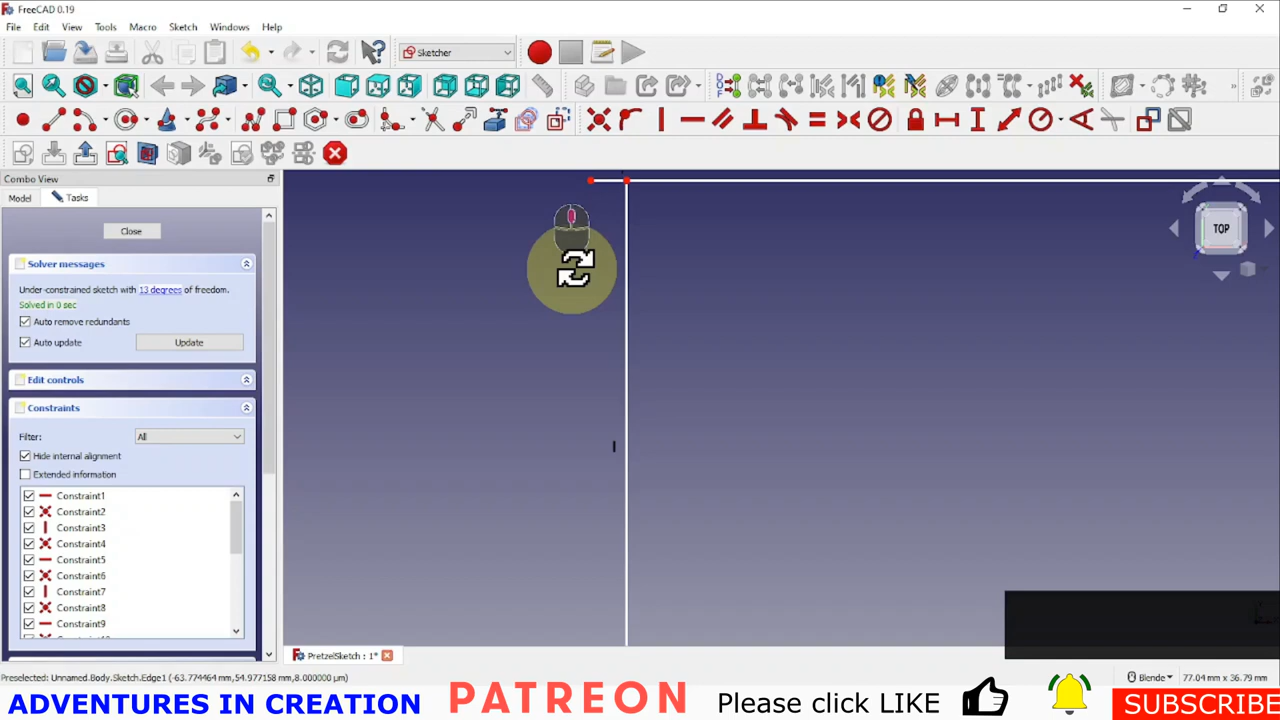 FreeCAD 0.19
File Edit View Tools Macro Sketch Windows Help
Sketcher
Combo View
Model Tasks
Close
Solver messages
Under-constrained sketch with 13 degrees of freedom.
Solved in 0 sec
Auto remove redundants
Auto update Update
Edit controls
Constraints
Filter: All
Hide internal alignment
Extended information
Constraint1
Constraint2
Constraint3
Constraint4
Constraint5
Constraint6
Constraint7
Constraint8
Constraint9
TOP
PretzelSketch : 1*
Preselected: Unnamed.Body.Sketch.Edge1 (-63.774464 mm, 54.977158 mm,8.000000 μm)
Blende 77.04 mm x 36.79 mm
ADVENTURES IN CREATION PATREON Please click LIKE SUBSCRIBE